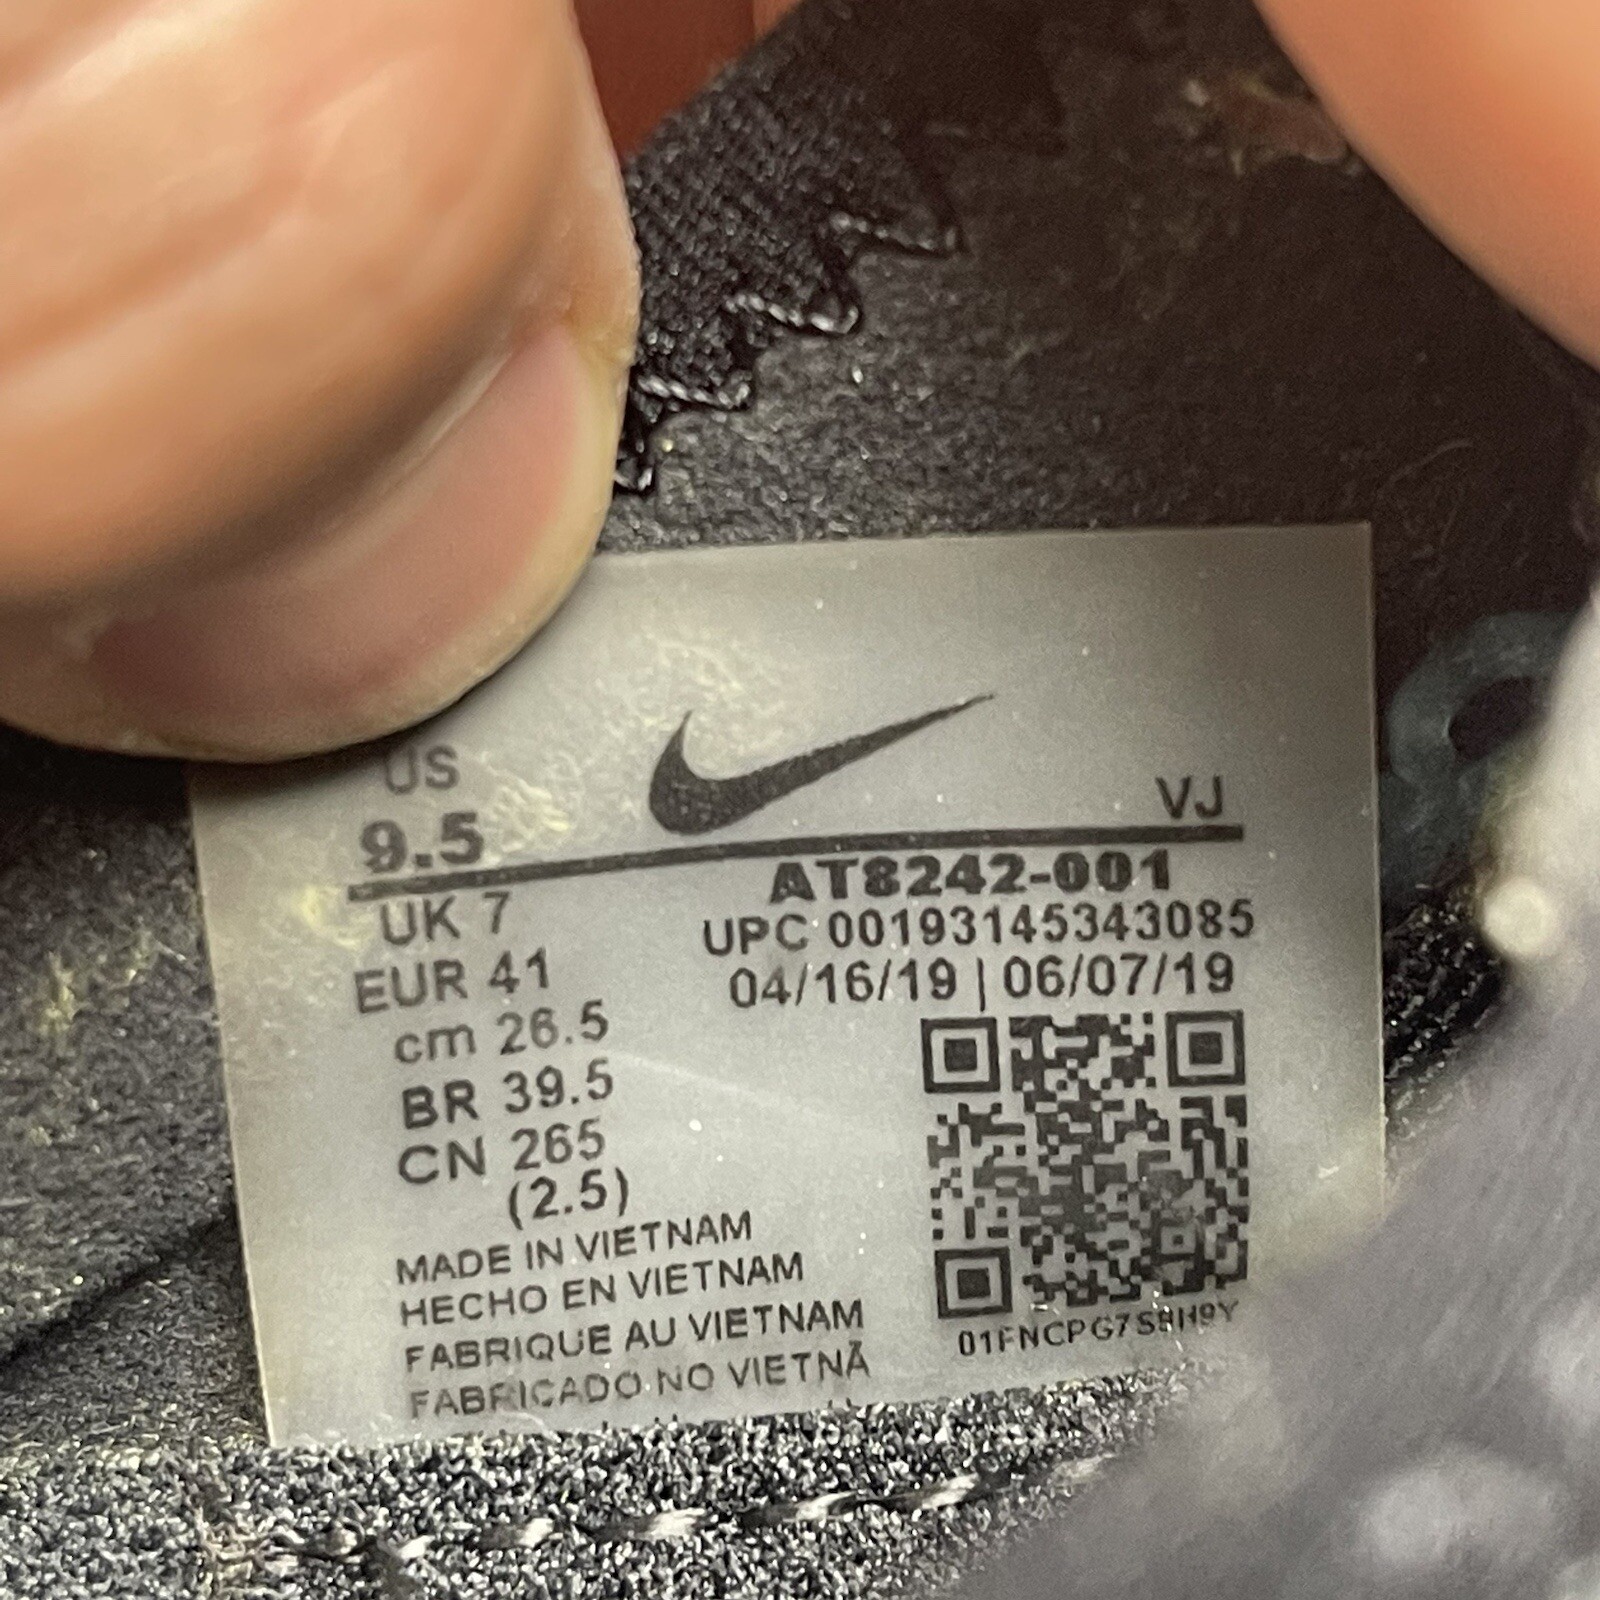 US
9.5
VJ
UK 7
EUR 41
cm 26.5
BR 39.5
CN 265
(2.5)
AT8242-001
UPC 00193145343085
04/16/19 | 06/07/19
MADE IN VIETNAM
HECHO EN VIETNAM
FABRIQUE AU VIETNAM
FABRICADO NO VIETNÃ